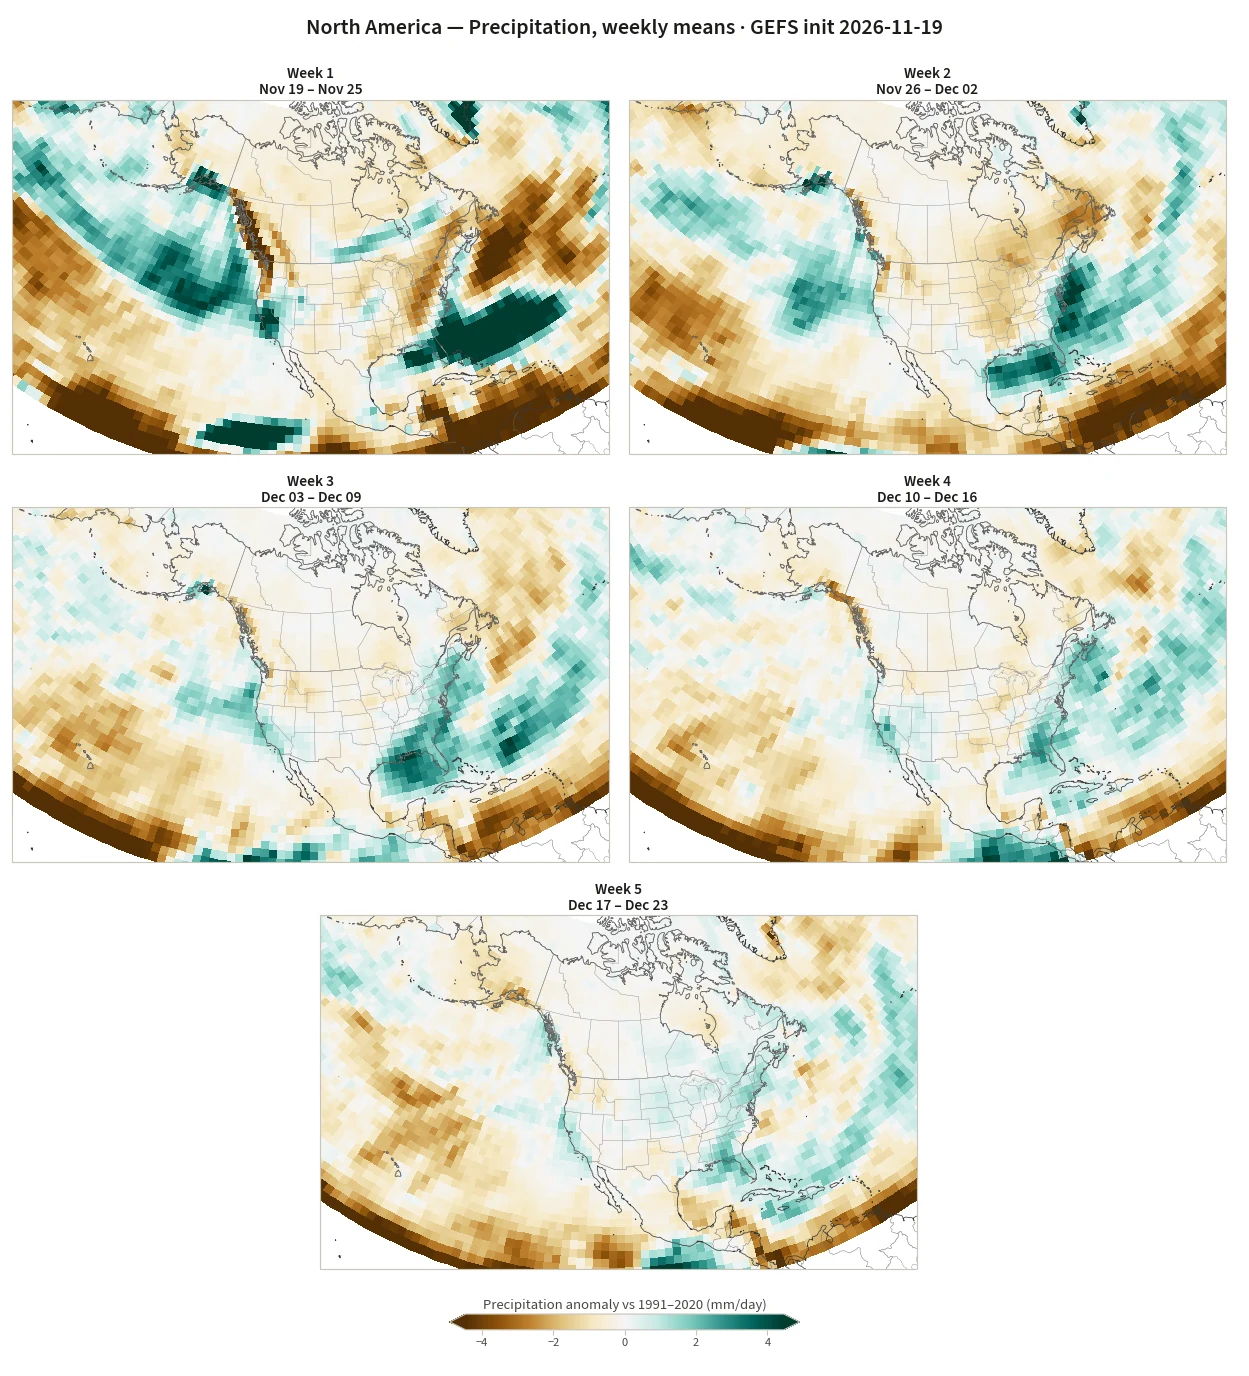 North America — Precipitation, weekly means · GEFS init 2026-11-19
Week 1
Nov 19 – Nov 25
Week 2
Nov 26 – Dec 02
Week 3
Dec 03 – Dec 09
Week 4
Dec 10 – Dec 16
Week 5
Dec 17 – Dec 23
Precipitation anomaly vs 1991–2020 (mm/day)
−4 −2 0 2 4